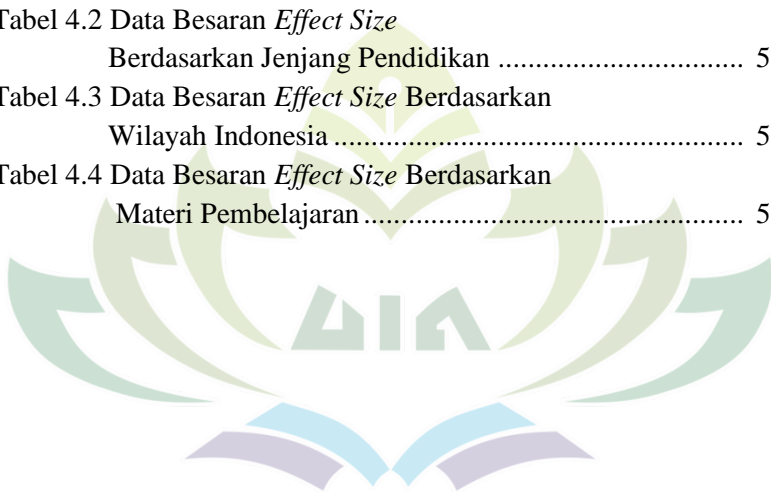 Tabel 4.2 Data Besaran Effect Size
Berdasarkan Jenjang Pendidikan ............................... 5
Tabel 4.3 Data Besaran Effect Size Berdasarkan
Wilayah Indonesia .................................................... 5
Tabel 4.4 Data Besaran Effect Size Berdasarkan
Materi Pembelajaran ................................................ 5
UIN